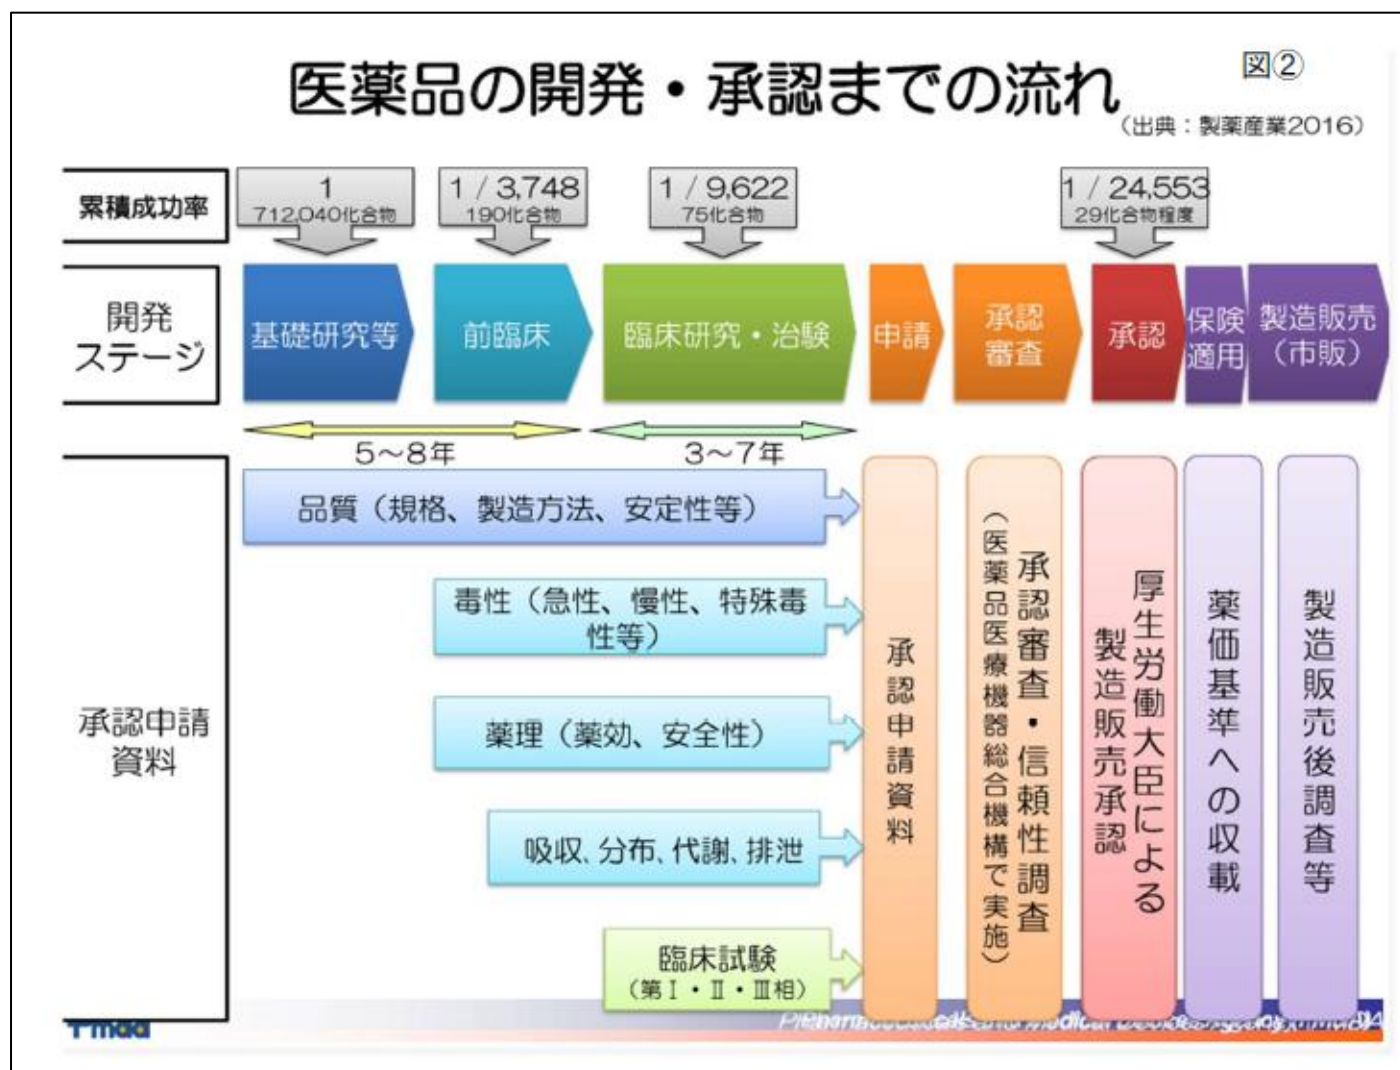 医薬品の開発・承認までの流れ
図②
（出典：製薬産業2016）
累積成功率
1
712,040化合物
1 / 3,748
190化合物
1 / 9,622
75化合物
1 / 24,553
29化合物程度
開発
ステージ
基礎研究等
前臨床
臨床研究・治験
申請
承認
審査
承認
保険
適用
製造販売
（市販）
5～8年
3～7年
承認申請
資料
品質（規格、製造方法、安定性等）
毒性（急性、慢性、特殊毒
性等）
薬理（薬効、安全性）
吸収、分布、代謝、排泄
臨床試験
（第Ⅰ・Ⅱ・Ⅲ相）
承認申請資料
承認審査・信頼性調査
（医薬品医療機器総合機構で実施）
厚生労働大臣による
製造販売承認
薬価基準への収載
製造販売後調査等